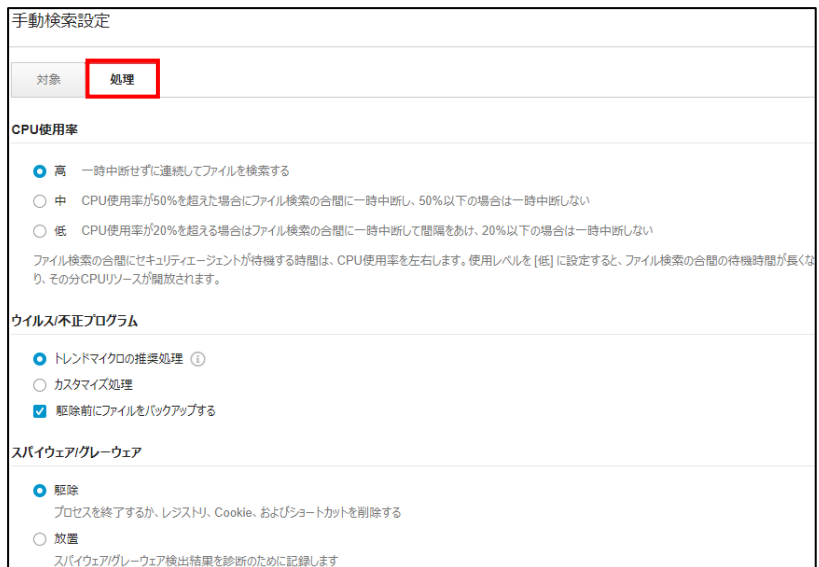 手動検索設定
対象 処理
CPU使用率
高 一時中断せずに連続してファイルを検索する
中 CPU使用率が50%を超えた場合にファイル検索の合間に一時中断し、50%以下の場合は一時中断しない
低 CPU使用率が20%を超える場合はファイル検索の合間に一時中断して間隔をあけ、20%以下の場合は一時中断しない
ファイル検索の合間にセキュリティエージェントが待機する時間は、CPU使用率を左右します。使用レベルを [低] に設定すると、ファイル検索の合間の待機時間が長くな
り、その分CPUリソースが開放されます。
ウイルス/不正プログラム
トレンドマイクロの推奨処理
カスタマイズ処理
駆除前にファイルをバックアップする
スパイウェア/グレーウェア
駆除
プロセスを終了するか、レジストリ、Cookie、およびショートカットを削除する
放置
スパイウェア/グレーウェア検出結果を診断のために記録します